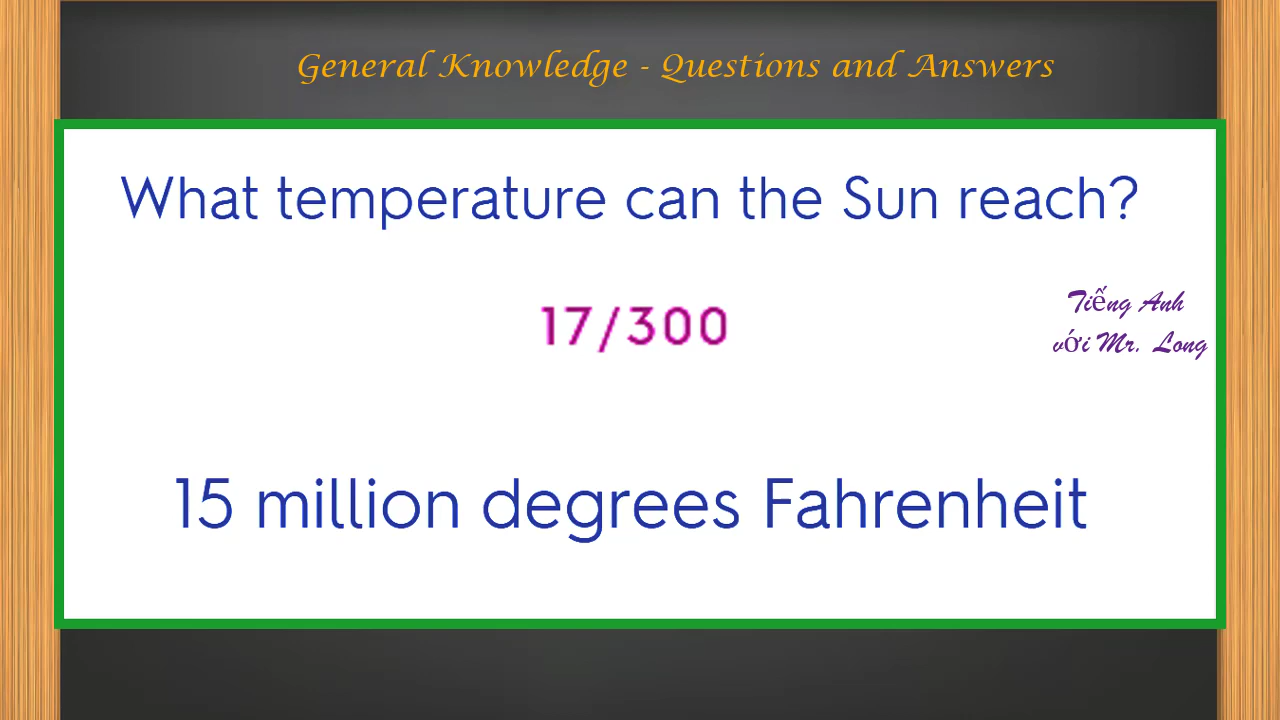 General Knowledge - Questions and Answers
What temperature can the Sun reach?
17/300
Tiếng Anh
với Mr. Long
15 million degrees Fahrenheit